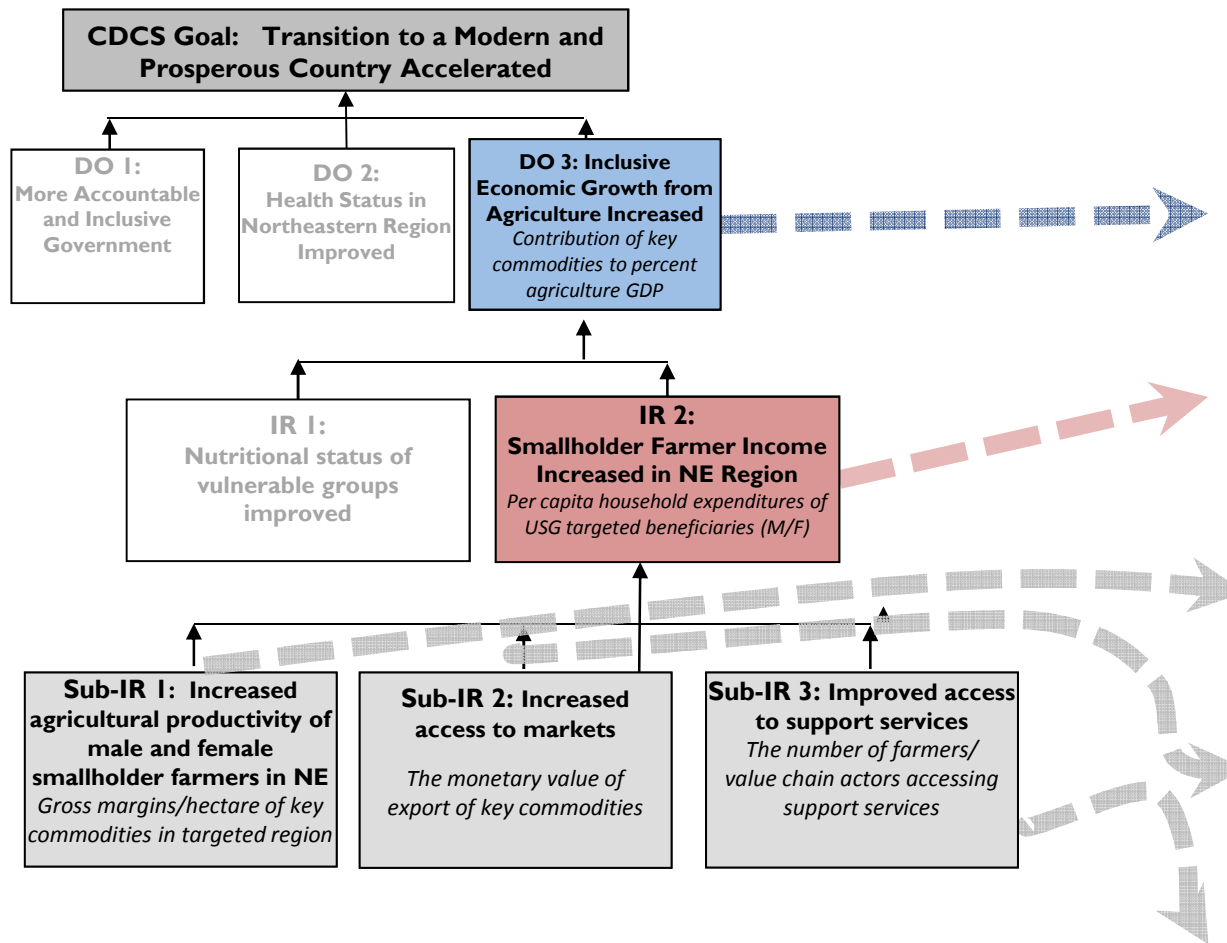 CDCS Goal: Transition to a Modern and
Prosperous Country Accelerated
DO 1:
More Accountable
and Inclusive
Government
DO 2:
Health Status in
Northeastern Region
Improved
DO 3: Inclusive
Economic Growth from
Agriculture Increased
Contribution of key
commodities to percent
agriculture GDP
IR 1:
Nutritional status of
vulnerable groups
improved
IR 2:
Smallholder Farmer Income
Increased in NE Region
Per capita household expenditures of
USG targeted beneficiaries (M/F)
Sub-IR 1: Increased
agricultural productivity of
male and female
smallholder farmers in NE
Gross margins/hectare of key
commodities in targeted region
Sub-IR 2: Increased
access to markets
The monetary value of
export of key commodities
Sub-IR 3: Improved access
to support services
The number of farmers/
value chain actors accessing
support services